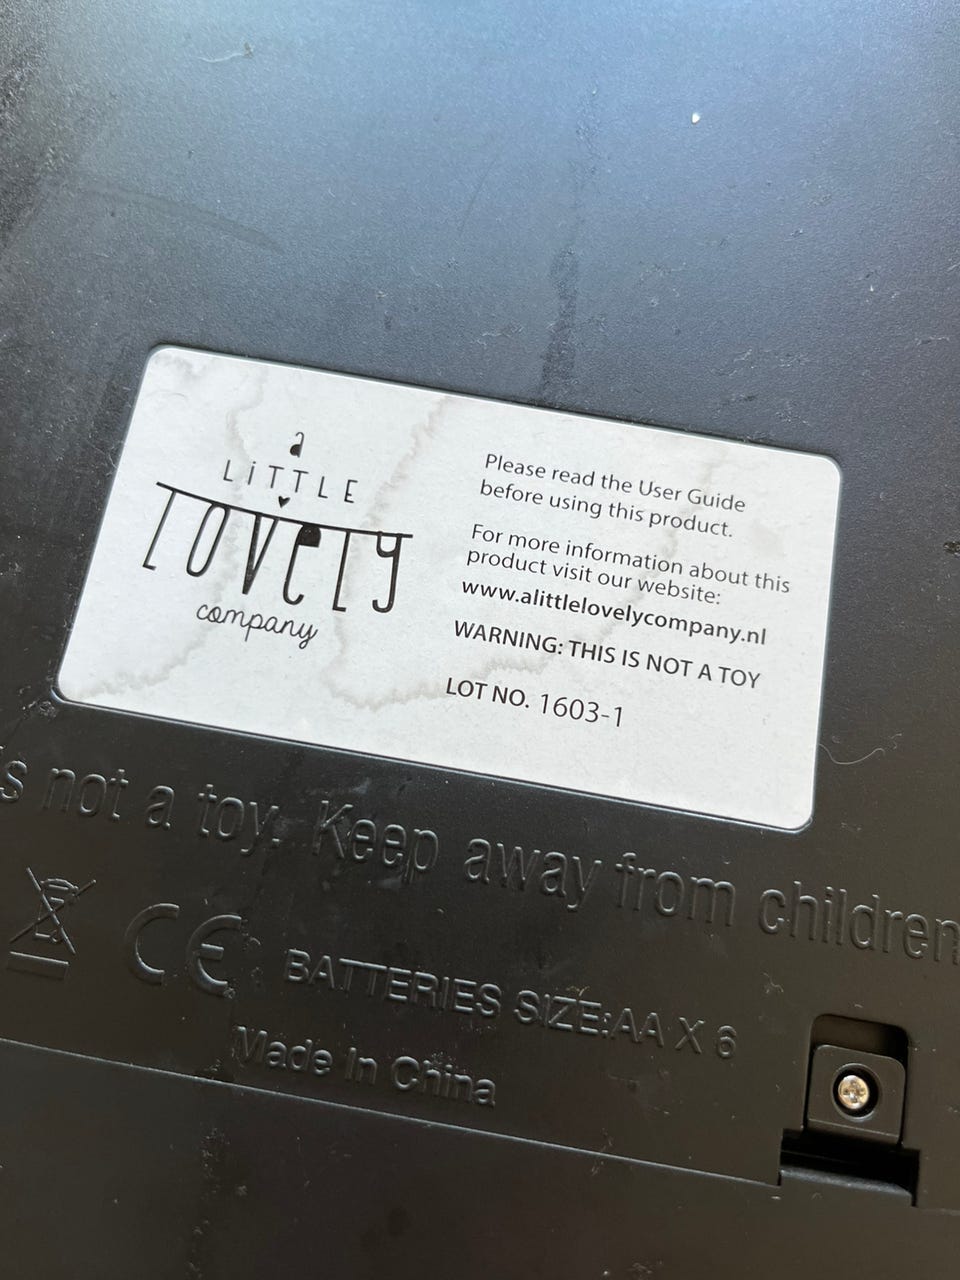 a
LiTTLE
LOVELY
company
Please read the User Guide
before using this product.
For more information about this
product visit our website:
www.alittlelovelycompany.nl
WARNING: THIS IS NOT A TOY
LOT NO. 1603-1
is not a toy. Keep away from children
CE
BATTERIES SIZE:AA X 6
Made In China